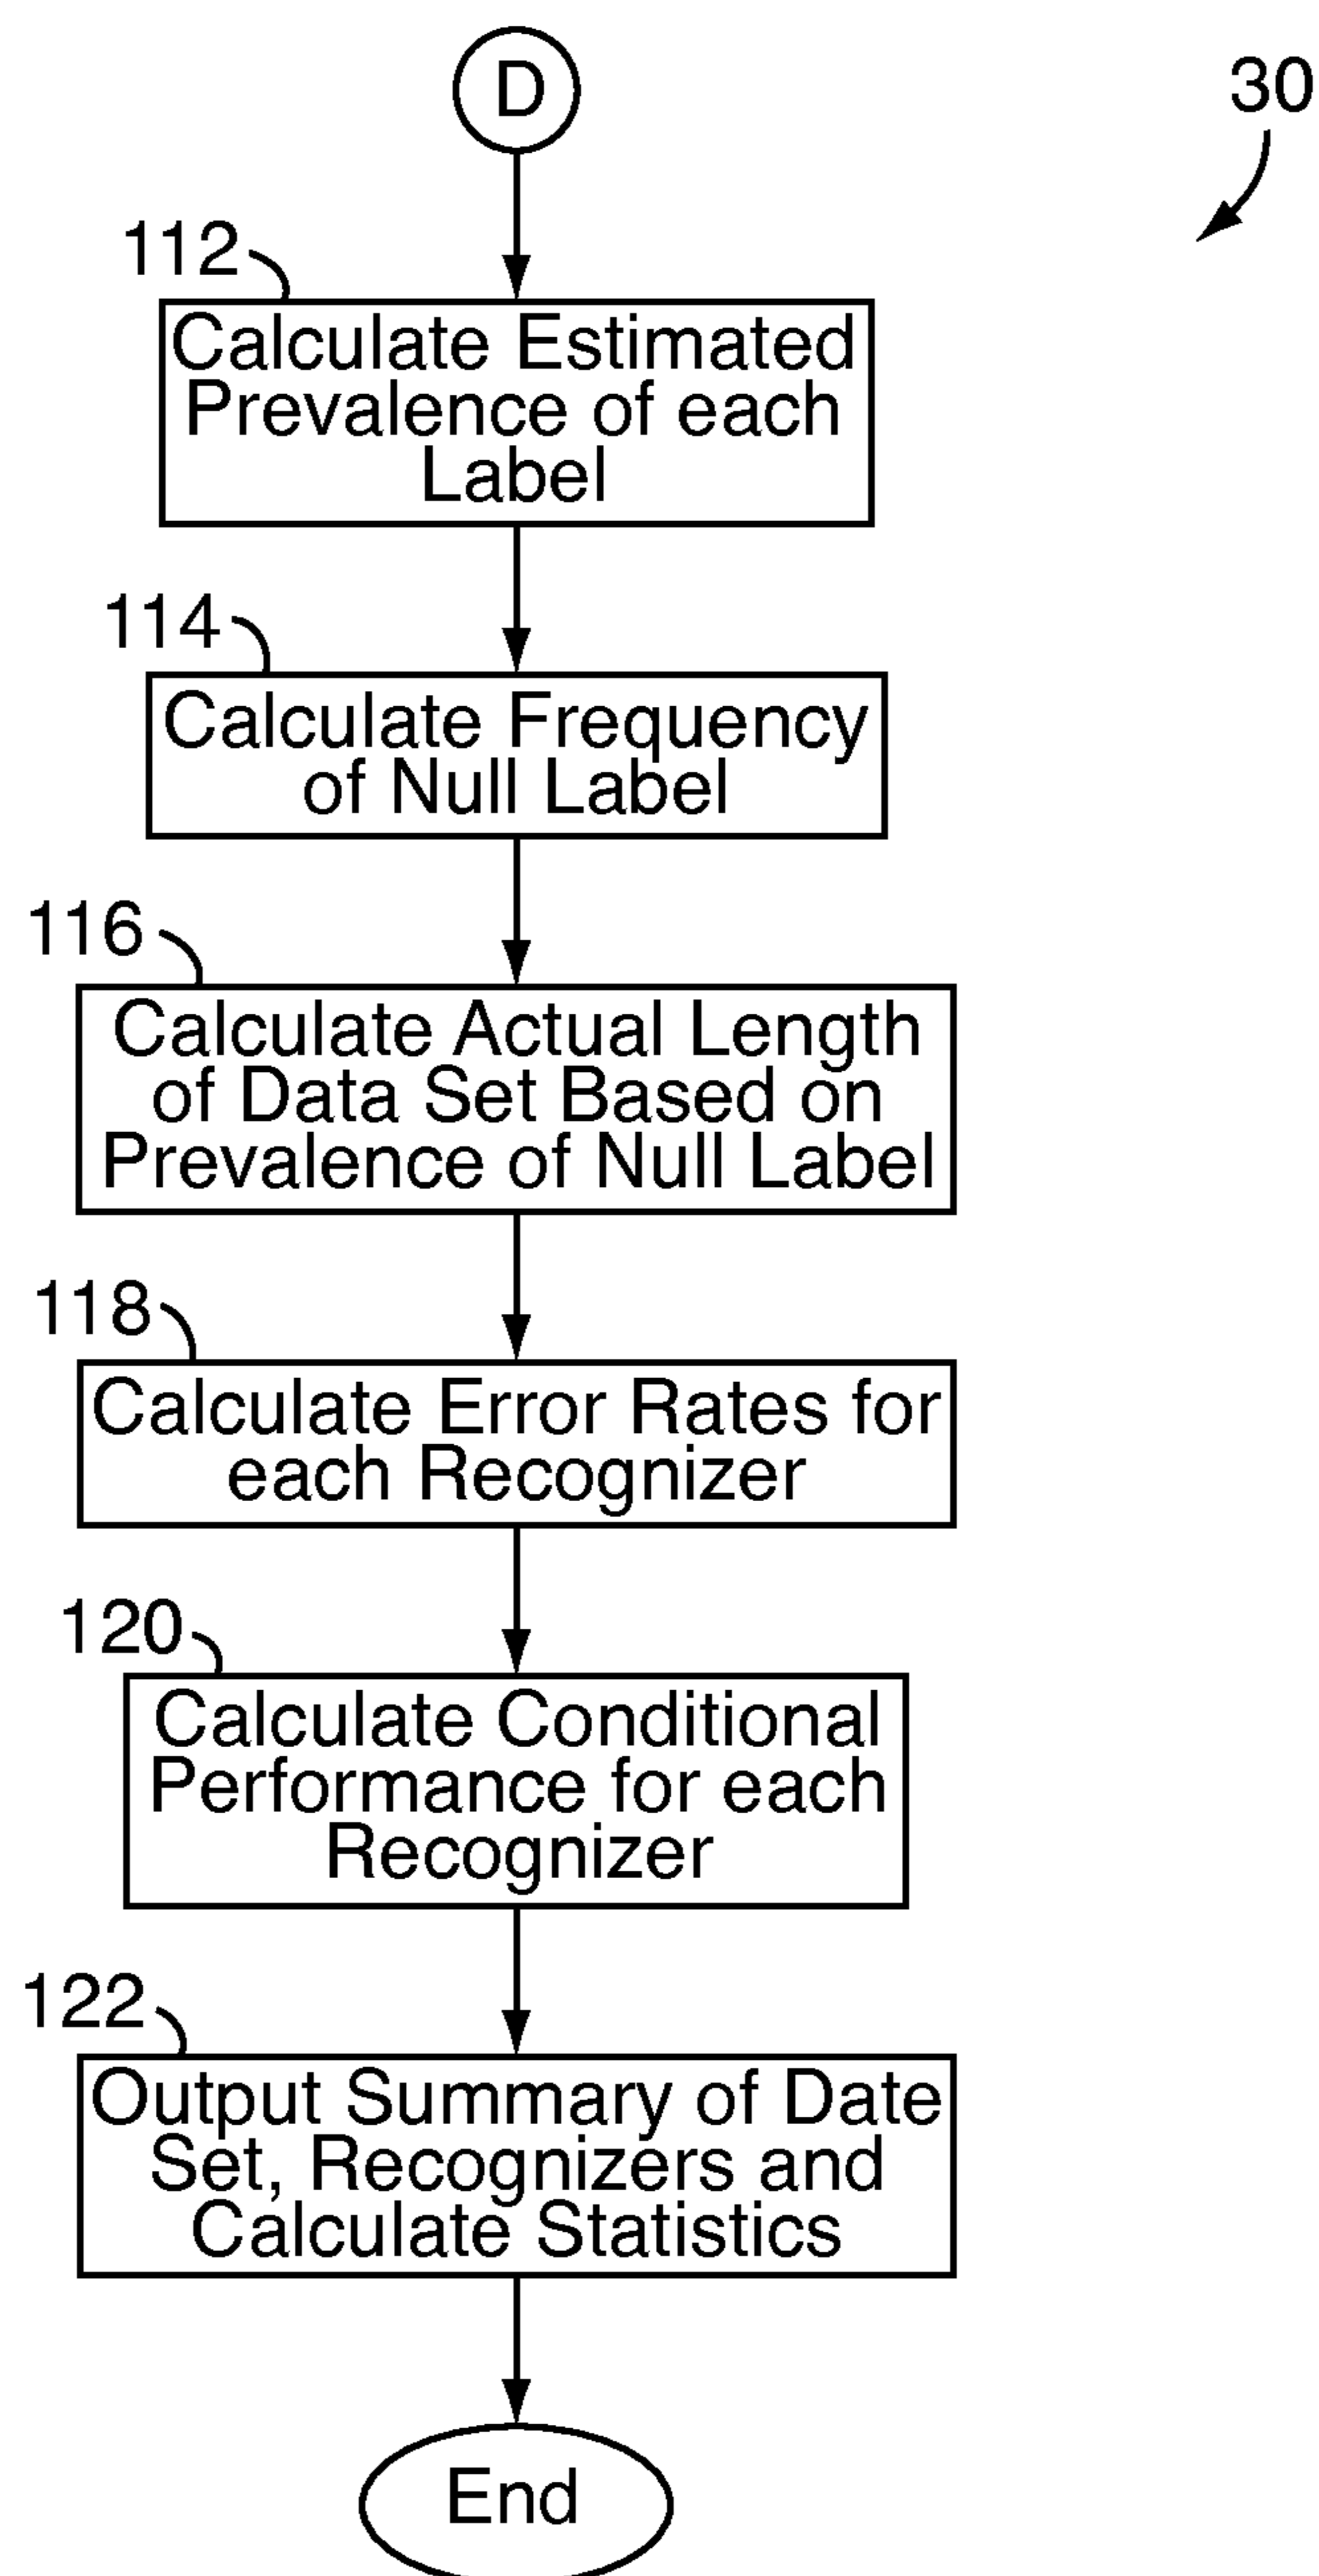 D
30
112
Calculate Estimated
Prevalence of each
Label
114
Calculate Frequency
of Null Label
116
Calculate Actual Length
of Data Set Based on
Prevalence of Null Label
118
Calculate Error Rates for
each Recognizer
120
Calculate Conditional
Performance for each
Recognizer
122
Output Summary of Date
Set, Recognizers and
Calculate Statistics
End